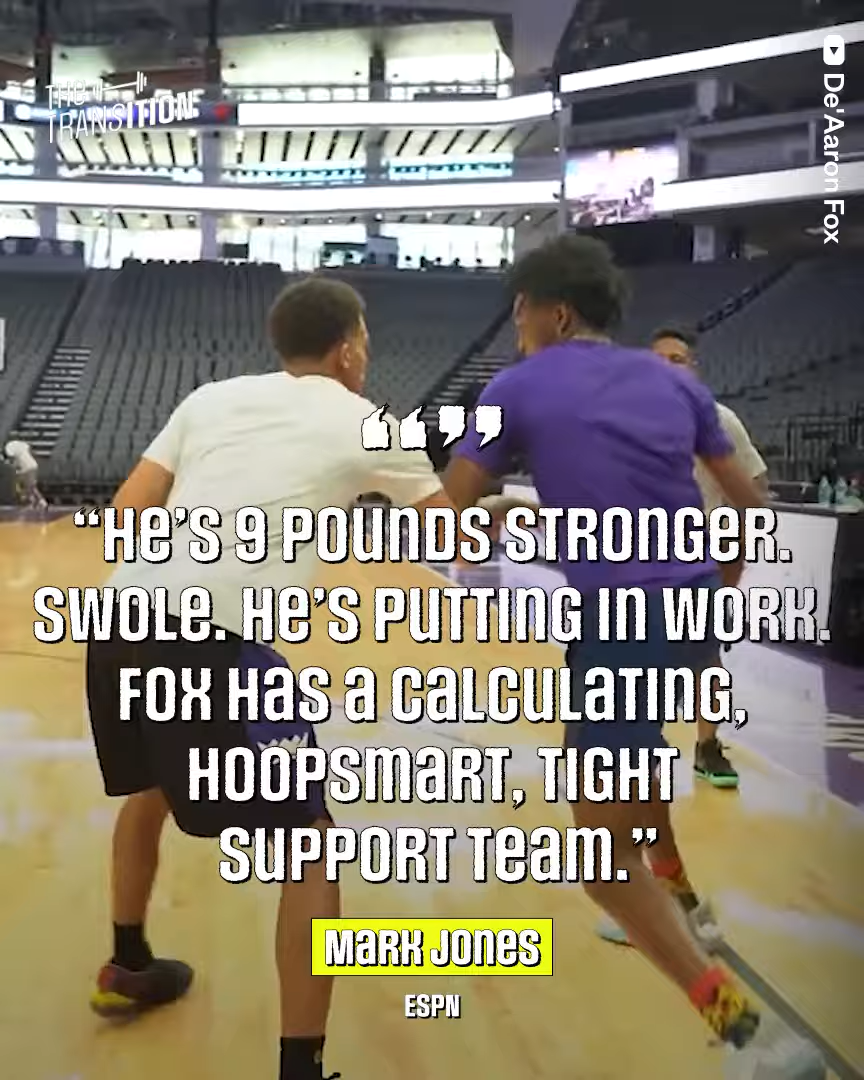 THE
TRANSITION
De'Aaron Fox
❝❞
“He’S 9 POUNDS STRONGER.
SWOLe. He’S PUTTING IN WORK.
FOX HaS a CaLCULaTING,
HOOPSmaRT, TIGHT
SUPPORT Team.”
MaRK JONeS
ESPN